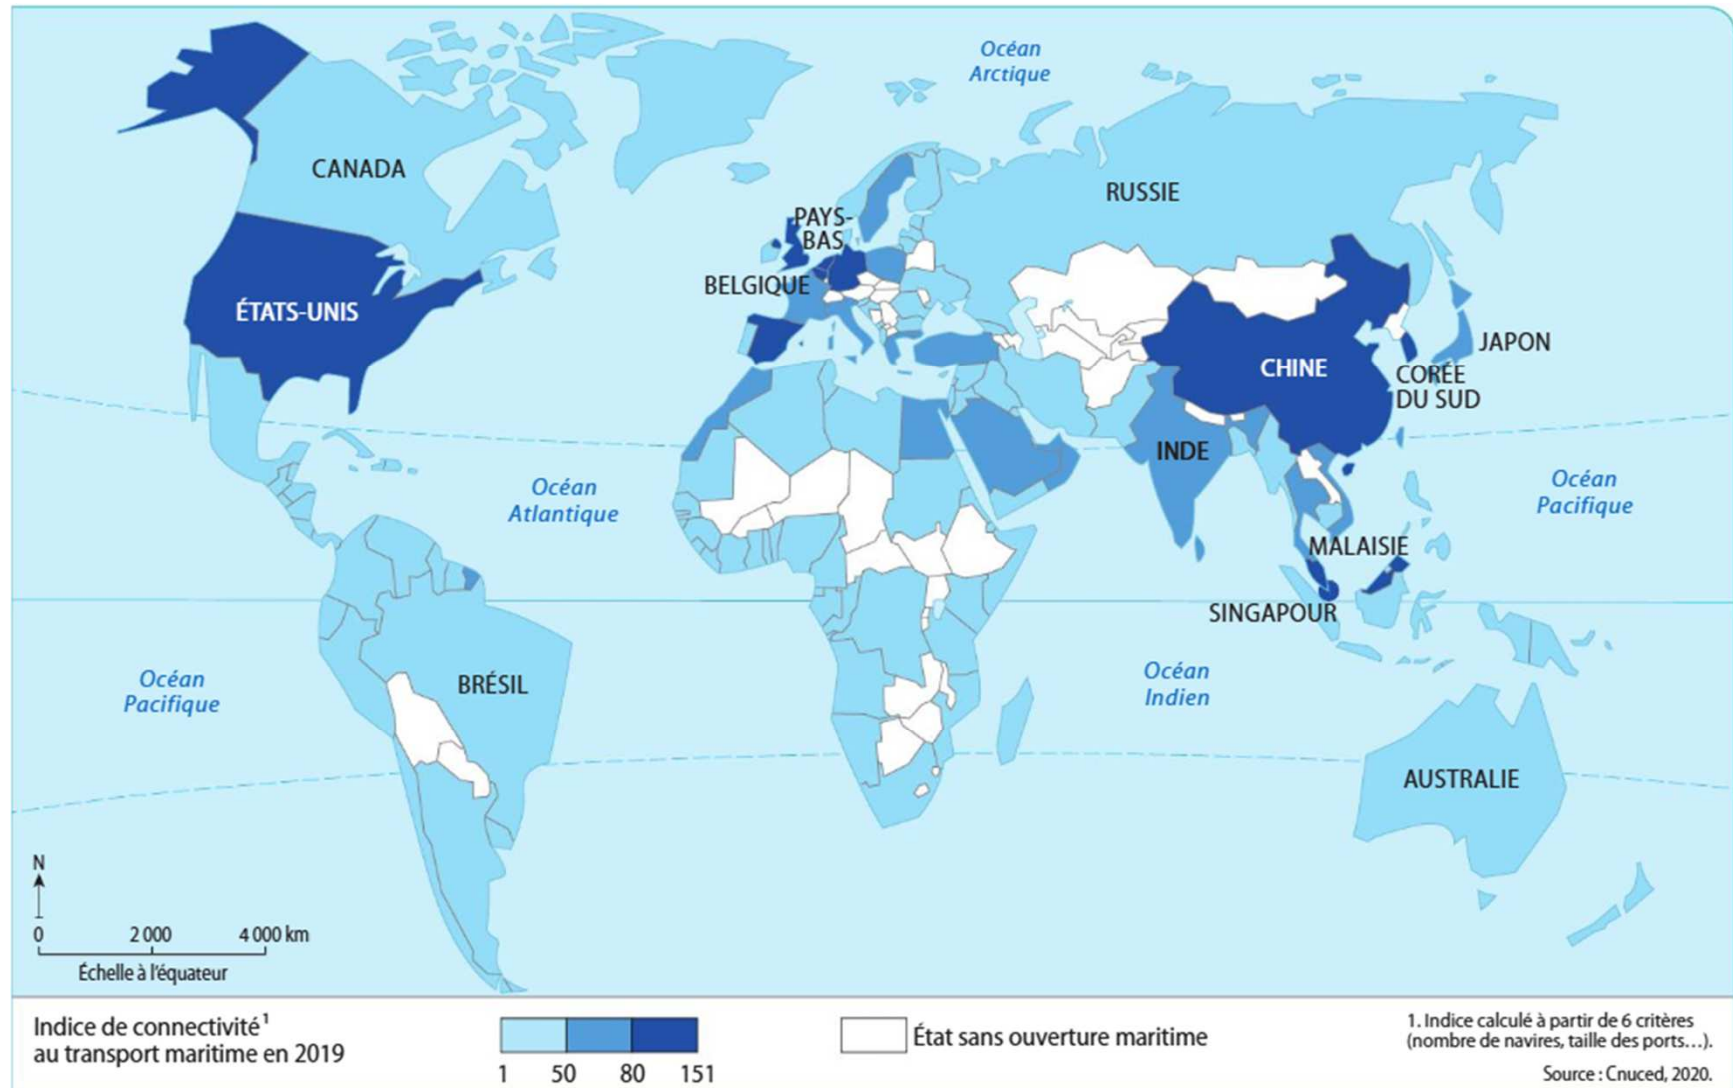 Océan
Arctique
CANADA
RUSSIE
PAYS-
BAS
BELGIQUE
ÉTATS-UNIS
JAPON
CHINE
CORÉE
DU SUD
INDE
Océan
Atlantique
Océan
Pacifique
MALAISIE
SINGAPOUR
Océan
Pacifique
BRÉSIL
Océan
Indien
AUSTRALIE
N
0 2 000 4 000 km
Échelle à l'équateur
Indice de connectivité¹
au transport maritime en 2019
1 50 80 151
État sans ouverture maritime
1. Indice calculé à partir de 6 critères
(nombre de navires, taille des ports…).
Source : Cnuced, 2020.